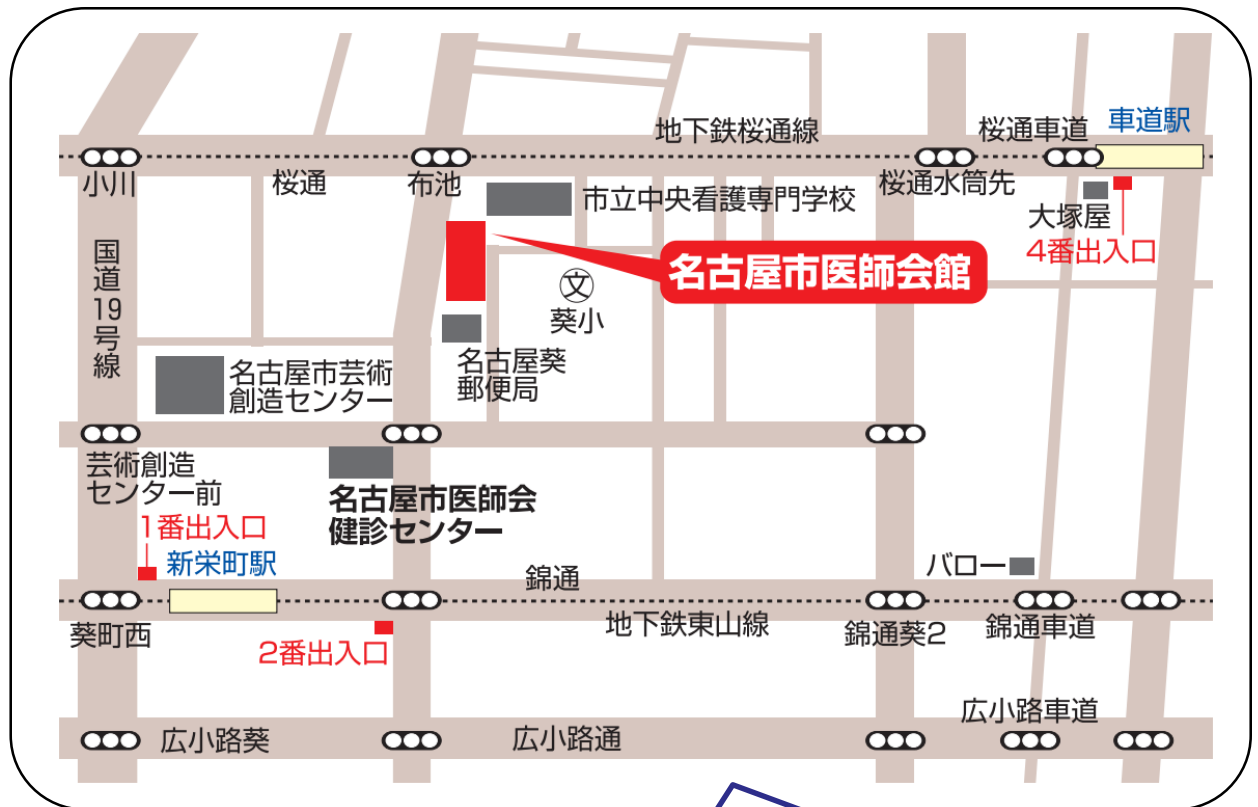 地下鉄桜通線
桜通車道
車道駅
小川
桜通
布池
桜通水筒先
市立中央看護専門学校
大塚屋
4番出入口
名古屋市医師会館
国道19号線
文
葵小
名古屋葵
郵便局
名古屋市芸術
創造センター
芸術創造
センター前
名古屋市医師会
健診センター
1番出入口
新栄町駅
錦通
バロー
葵町西
地下鉄東山線
錦通葵2
錦通車道
2番出入口
広小路葵
広小路通
広小路車道